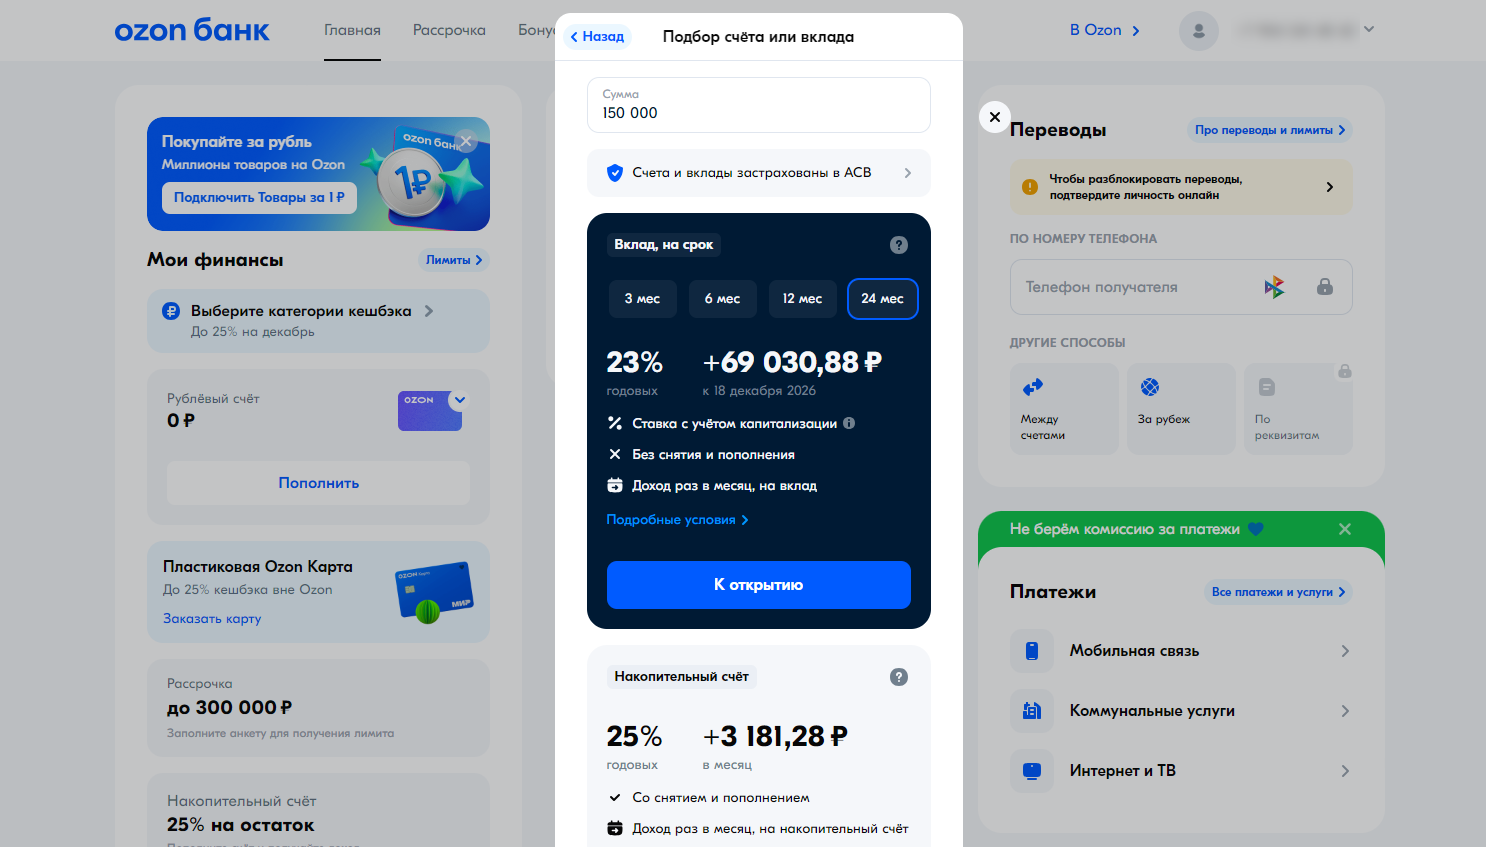 ozon банк
Главная
Рассрочка
Бону
В Ozon
Назад
Подбор счёта или вклада
Покупайте за рубль
Миллионы товаров на Ozon
Подключить Товары за 1 ₽
ozon банк
1₽
Мои финансы
Лимиты
Выберите категории кешбэка
До 25% на декабрь
Рублёвый счёт
0 ₽
OZON
Пополнить
Пластиковая Ozon Карта
До 25% кешбэка вне Ozon
Заказать карту
МИР
Рассрочка
до 300 000 ₽
Заполните анкету для получения лимита
Накопительный счёт
25% на остаток
Сумма
150 000
Счета и вклады застрахованы в АСВ
Вклад, на срок
3 мес
6 мес
12 мес
24 мес
23%
+69 030,88 ₽
годовых
к 18 декабря 2026
Ставка с учётом капитализации
Без снятия и пополнения
Доход раз в месяц, на вклад
Подробные условия
К открытию
Накопительный счёт
25%
+3 181,28 ₽
годовых
в месяц
Со снятием и пополнением
Доход раз в месяц, на накопительный счёт
Переводы
Про переводы и лимиты
Чтобы разблокировать переводы,
подтвердите личность онлайн
ПО НОМЕРУ ТЕЛЕФОНА
Телефон получателя
ДРУГИЕ СПОСОБЫ
Между
счетами
За рубеж
По
реквизитам
Не берём комиссию за платежи
Платежи
Все платежи и услуги
Мобильная связь
Коммунальные услуги
Интернет и ТВ